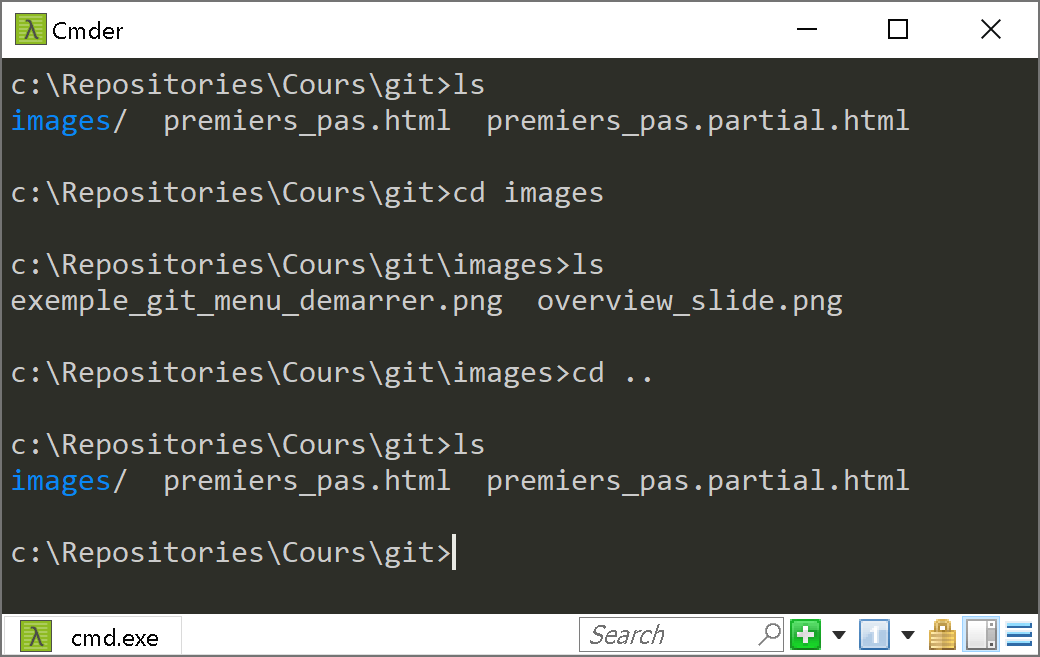 Cmder
c:\Repositories\Cours\git>ls
images/  premiers_pas.html  premiers_pas.partial.html
c:\Repositories\Cours\git>cd images
c:\Repositories\Cours\git\images>ls
exemple_git_menu_demarrer.png  overview_slide.png
c:\Repositories\Cours\git\images>cd ..
c:\Repositories\Cours\git>ls
images/  premiers_pas.html  premiers_pas.partial.html
c:\Repositories\Cours\git>
cmd.exe Search 1